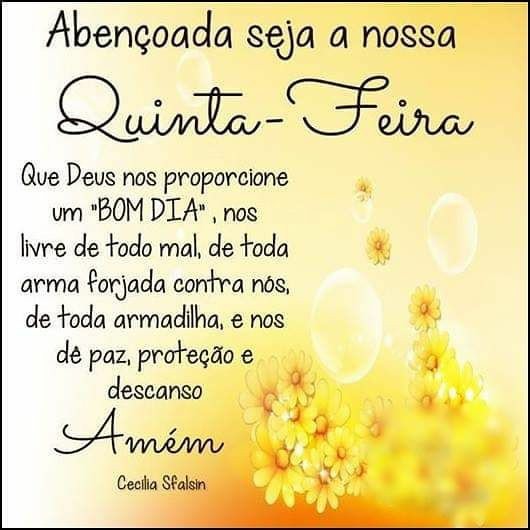 Abençoada seja a nossa
Quinta-Feira
Que Deus nos proporcione
um "BOM DIA" , nos
livre de todo mal, de toda
arma forjada contra nós,
de toda armadilha, e nos
dê paz, proteção e
descanso
Amém
Cecilia Sfalsin